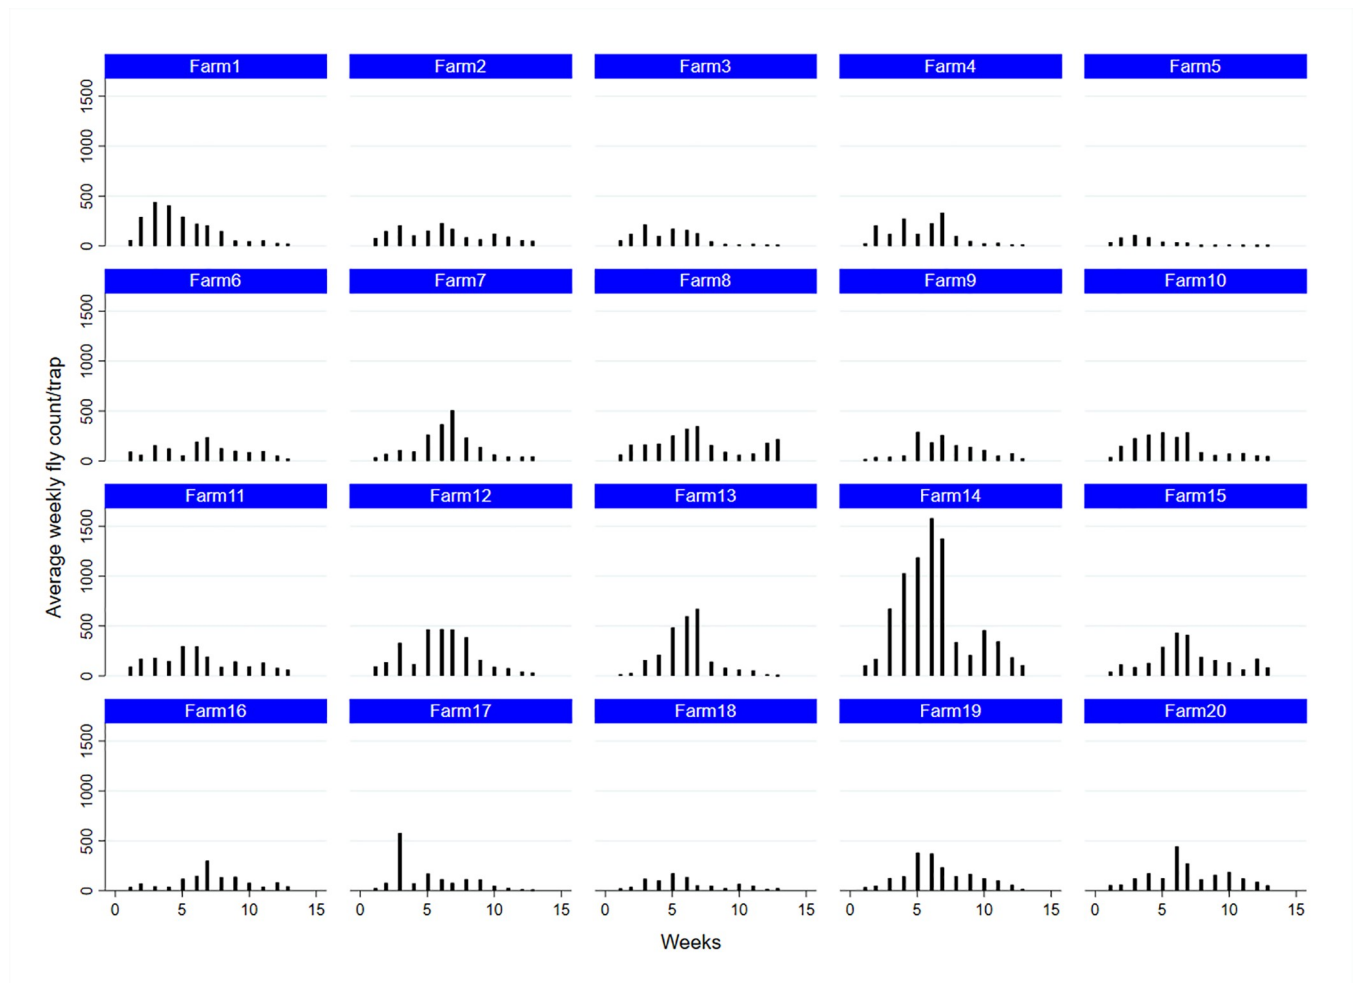 Farm1 Farm2 Farm3 Farm4 Farm5
1500
1000
500
0
Farm6 Farm7 Farm8 Farm9 Farm10
1500
1000
500
0
Average weekly fly count/trap
Farm11 Farm12 Farm13 Farm14 Farm15
1500
1000
500
0
Farm16 Farm17 Farm18 Farm19 Farm20
1500
1000
500
0
0 5 10 15 0 5 10 15 0 5 10 15 0 5 10 15 0 5 10 15
Weeks